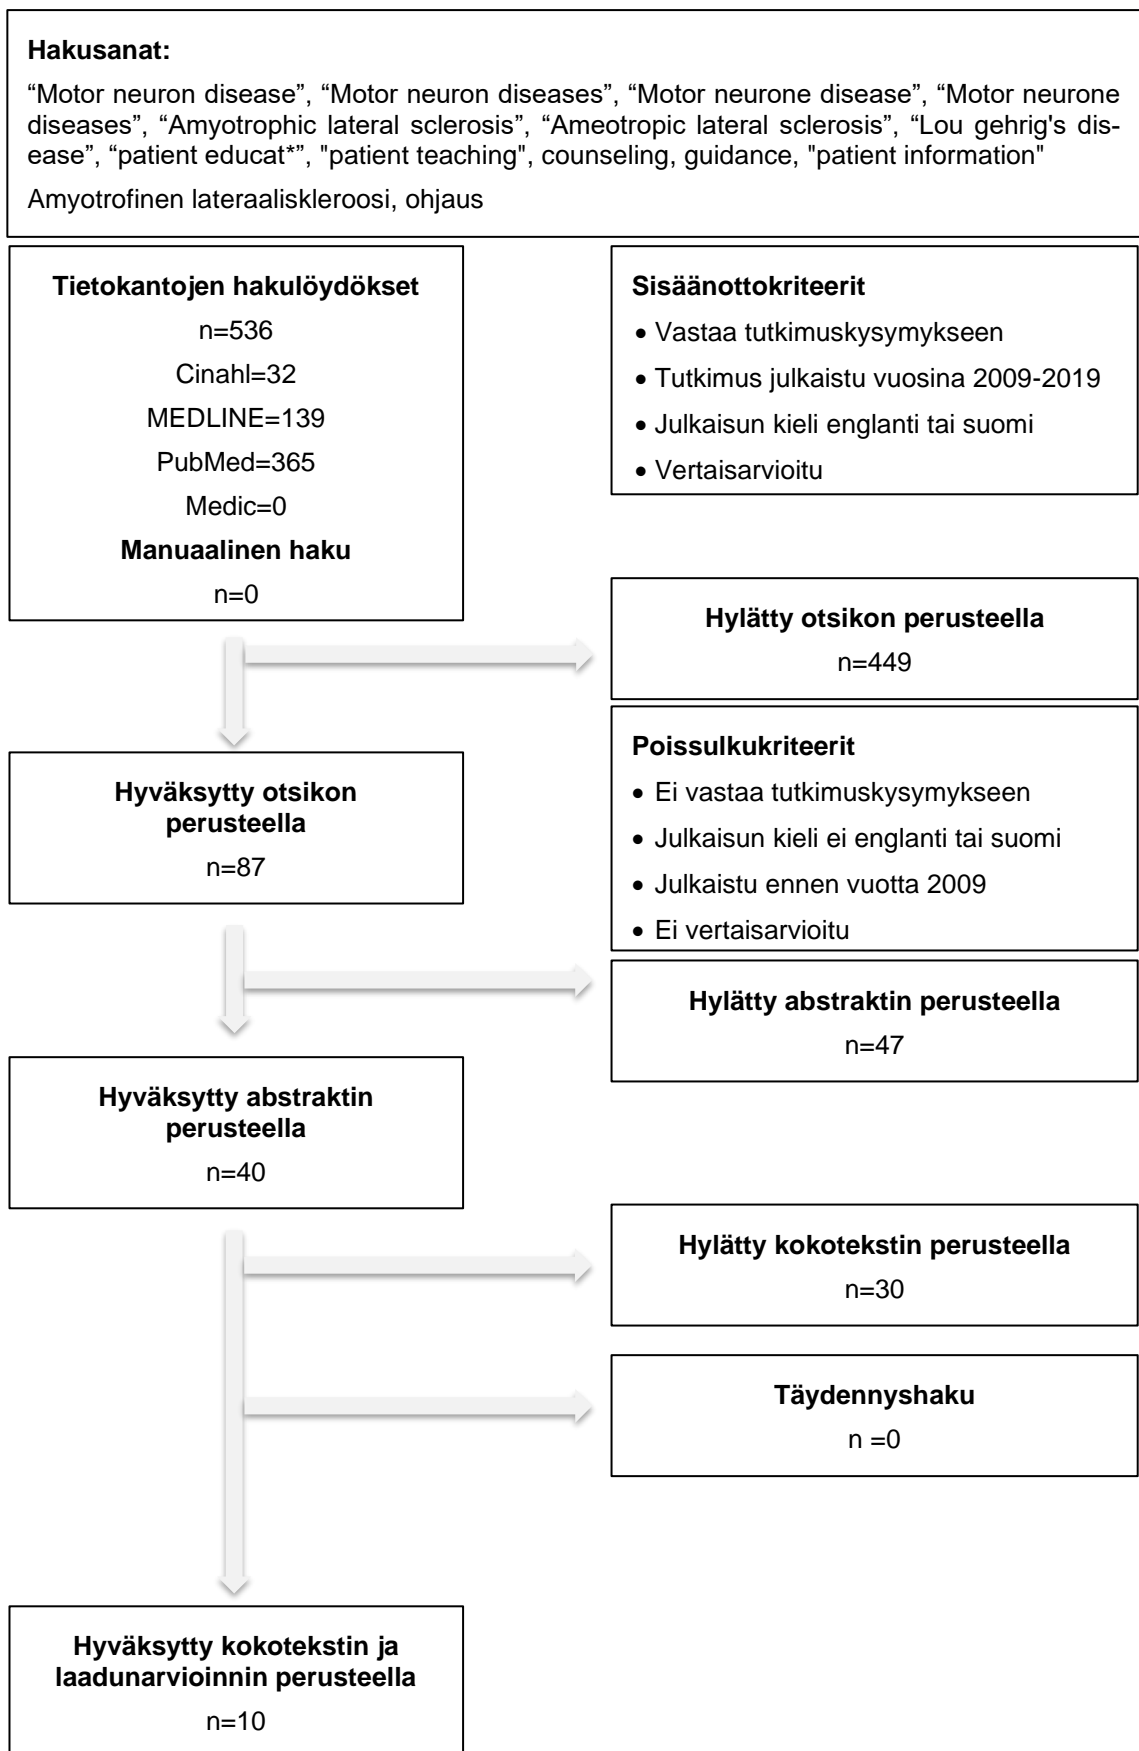 Hakusanat:
“Motor neuron disease”, “Motor neuron diseases”, “Motor neurone disease”, “Motor neurone
diseases”, “Amyotrophic lateral sclerosis”, “Ameotropic lateral sclerosis”, “Lou gehrig's dis-
ease”, “patient educat*”, "patient teaching", counseling, guidance, "patient information"
Amyotrofinen lateraaliskleroosi, ohjaus
Tietokantojen hakulöydökset
n=536
Cinahl=32
MEDLINE=139
PubMed=365
Medic=0
Manuaalinen haku
n=0
Sisäänottokriteerit
• Vastaa tutkimuskysymykseen
• Tutkimus julkaistu vuosina 2009-2019
• Julkaisun kieli englanti tai suomi
• Vertaisarvioitu
Hylätty otsikon perusteella
n=449
Hyväksytty otsikon
perusteella
n=87
Poissulkukriteerit
• Ei vastaa tutkimuskysymykseen
• Julkaisun kieli ei englanti tai suomi
• Julkaistu ennen vuotta 2009
• Ei vertaisarvioitu
Hylätty abstraktin perusteella
n=47
Hyväksytty abstraktin
perusteella
n=40
Hylätty kokotekstin perusteella
n=30
Täydennyshaku
n =0
Hyväksytty kokotekstin ja
laadunarvioinnin perusteella
n=10